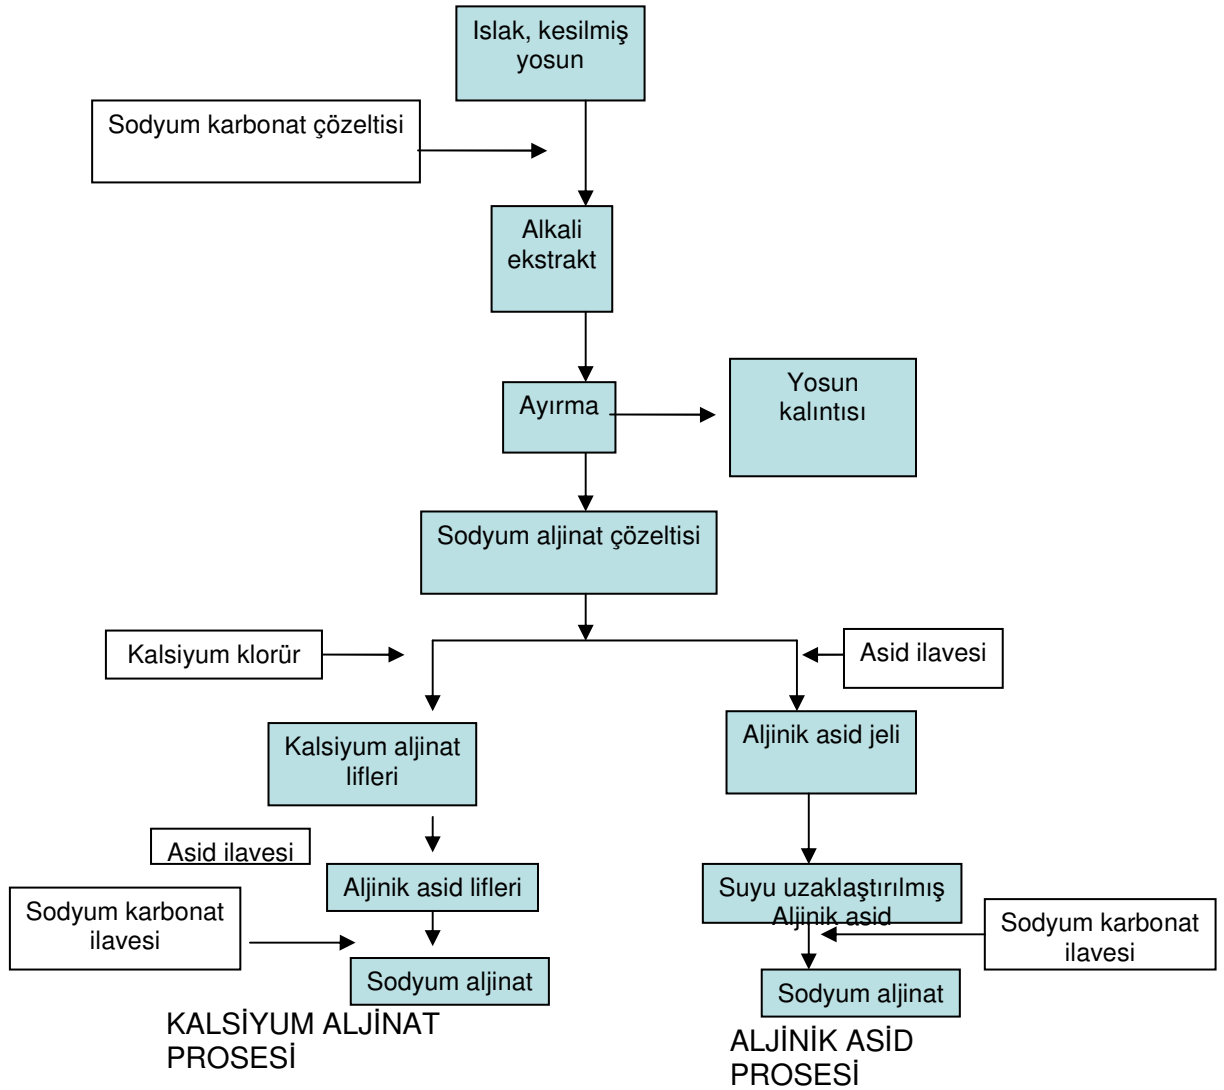 Islak, kesilmiş
yosun
Sodyum karbonat çözeltisi
Alkali
ekstrakt
Ayırma
Yosun
kalıntısı
Sodyum aljinat çözeltisi
Kalsiyum klorür
Asid ilavesi
Kalsiyum aljinat
lifleri
Aljinik asid jeli
Asid ilavesi
Aljinik asid lifleri
Suyu uzaklaştırılmış
Aljinik asid
Sodyum karbonat
ilavesi
Sodyum karbonat
ilavesi
Sodyum aljinat
Sodyum aljinat
KALSİYUM ALJİNAT
PROSESİ
ALJİNİK ASİD
PROSESİ